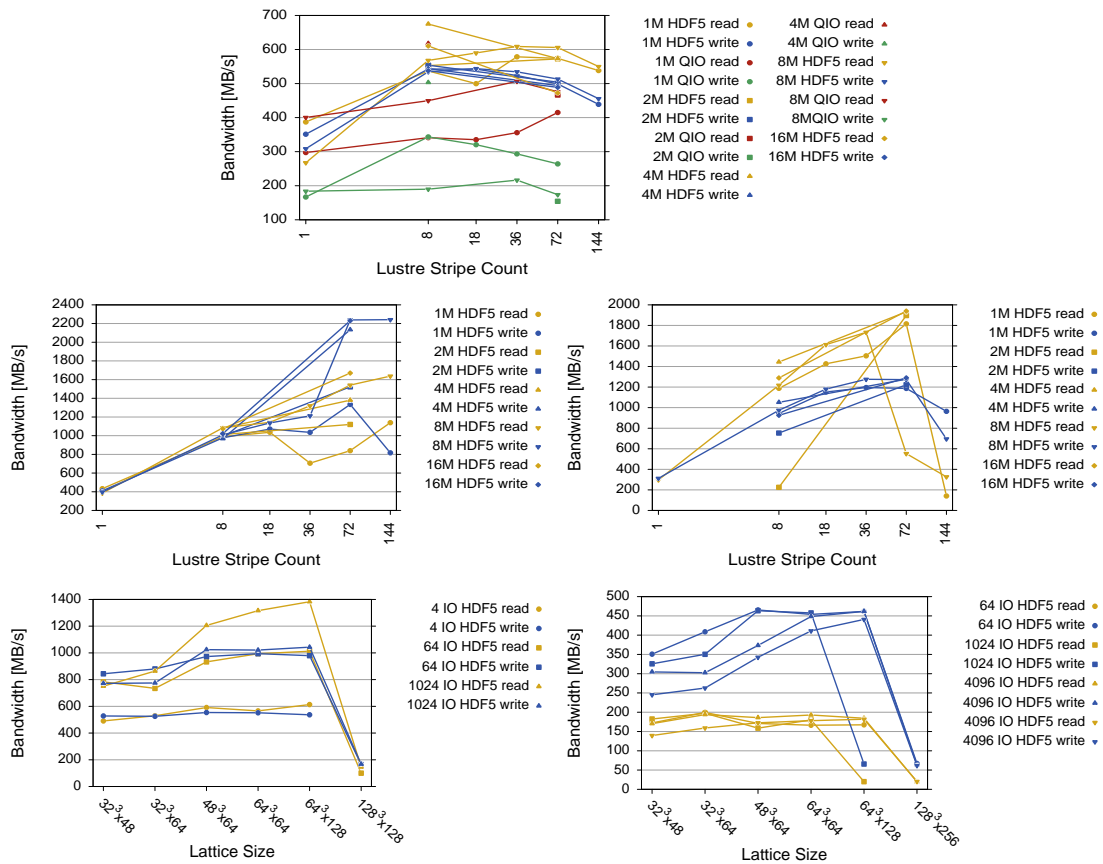 Bandwidth [MB/s]
700
600
500
400
300
200
100
1
8
18
36
72
144
Lustre Stripe Count
1M HDF5 read
1M HDF5 write
1M QIO read
1M QIO write
2M HDF5 read
2M HDF5 write
2M QIO read
2M QIO write
4M HDF5 read
4M HDF5 write
4M QIO read
4M QIO write
8M HDF5 read
8M HDF5 write
8M QIO read
8MQIO write
16M HDF5 read
16M HDF5 write
Bandwidth [MB/s]
2400
2200
2000
1800
1600
1400
1200
1000
800
600
400
200
1
8
18
36
72
144
Lustre Stripe Count
1M HDF5 read
1M HDF5 write
2M HDF5 read
2M HDF5 write
4M HDF5 read
4M HDF5 write
8M HDF5 read
8M HDF5 write
16M HDF5 read
16M HDF5 write
Bandwidth [MB/s]
2000
1800
1600
1400
1200
1000
800
600
400
200
0
1
8
18
36
72
144
Lustre Stripe Count
1M HDF5 read
1M HDF5 write
2M HDF5 read
2M HDF5 write
4M HDF5 read
4M HDF5 write
8M HDF5 read
8M HDF5 write
16M HDF5 read
16M HDF5 write
Bandwidth [MB/s]
1400
1200
1000
800
600
400
200
0
32³x48
32³x64
48³x64
64³x64
64³x128
128³x128
Lattice Size
4 IO HDF5 read
4 IO HDF5 write
64 IO HDF5 read
64 IO HDF5 write
1024 IO HDF5 read
1024 IO HDF5 write
Bandwidth [MB/s]
500
450
400
350
300
250
200
150
100
50
0
32³x48
32³x64
48³x64
64³x64
64³x128
128³x256
Lattice Size
64 IO HDF5 read
64 IO HDF5 write
1024 IO HDF5 read
1024 IO HDF5 write
4096 IO HDF5 read
4096 IO HDF5 write
4096 IO HDF5 read
4096 IO HDF5 write